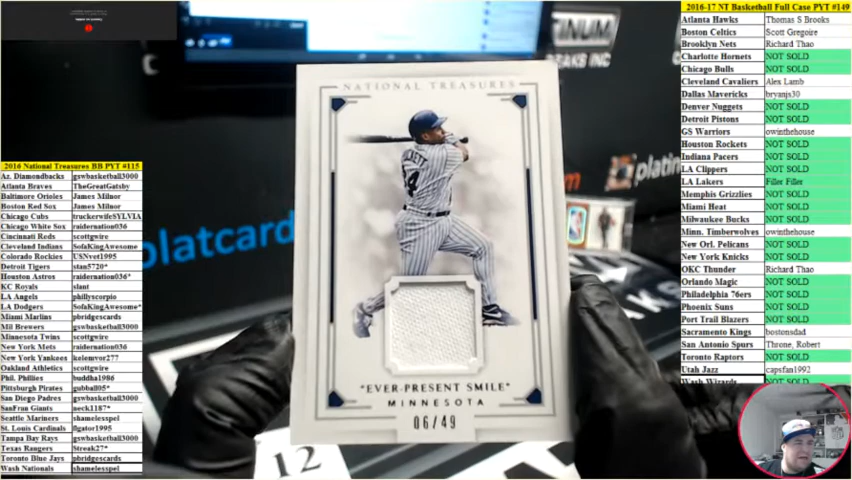 2016 National Treasures BB PYT #115
Az. Diamondbacks gswbasketball3000
Atlanta Braves TheGreatGatsby
Baltimore Orioles James Milnor
Boston Red Sox James Milnor
Chicago Cubs truckerwifeSYLVIA
Chicago White Sox raidernation036
Cincinnati Reds scottgwire
Cleveland Indians SofaKingAwesome
Colorado Rockies USNvet1995
Detroit Tigers stan5720*
Houston Astros raidernation036*
KC Royals slant
LA Angels phillyscorpio
LA Dodgers SofaKingAwesome*
Miami Marlins pbridgescards
Mil Brewers gswbasketball3000
Minnesota Twins scottgwire
New York Mets raidernation036
New York Yankees kelemvor277
Oakland Athletics scottgwire
Phil. Phillies buddha1986
Pittsburgh Pirates gubball05*
San Diego Padres gswbasketball3000
SanFran Giants neck1187*
Seattle Mariners shamelesspel
St. Louis Cardinals flgator1995
Tampa Bay Rays gswbasketball3000
Texas Rangers Streak27*
Toronto Blue Jays pbridgescards
Wash Nationals shamelesspel
platcard
NATIONAL TREASURES
"EVER-PRESENT SMILE"
MINNESOTA
06/49
12
INUM
AKS INC
platin
2016-17 NT Basketball Full Case PYT #149
Atlanta Hawks Thomas S Brooks
Boston Celtics Scott Gregoire
Brooklyn Nets Richard Thao
Charlotte Hornets NOT SOLD
Chicago Bulls NOT SOLD
Cleveland Cavaliers Alex Lamb
Dallas Mavericks bryanjs30
Denver Nuggets NOT SOLD
Detroit Pistons NOT SOLD
GS Warriors owinthehouse
Houston Rockets NOT SOLD
Indiana Pacers NOT SOLD
LA Clippers NOT SOLD
LA Lakers Filler Filler
Memphis Grizzlies NOT SOLD
Miami Heat NOT SOLD
Milwaukee Bucks NOT SOLD
Minn. Timberwolves owinthehouse
New Orl. Pelicans NOT SOLD
New York Knicks NOT SOLD
OKC Thunder Richard Thao
Orlando Magic NOT SOLD
Philadelphia 76ers NOT SOLD
Phoenix Suns NOT SOLD
Port Trail Blazers NOT SOLD
Sacramento Kings bostonsdad
San Antonio Spurs Throne, Robert
Toronto Raptors NOT SOLD
Utah Jazz capsfan1992
Wash Wizards NOT SOLD